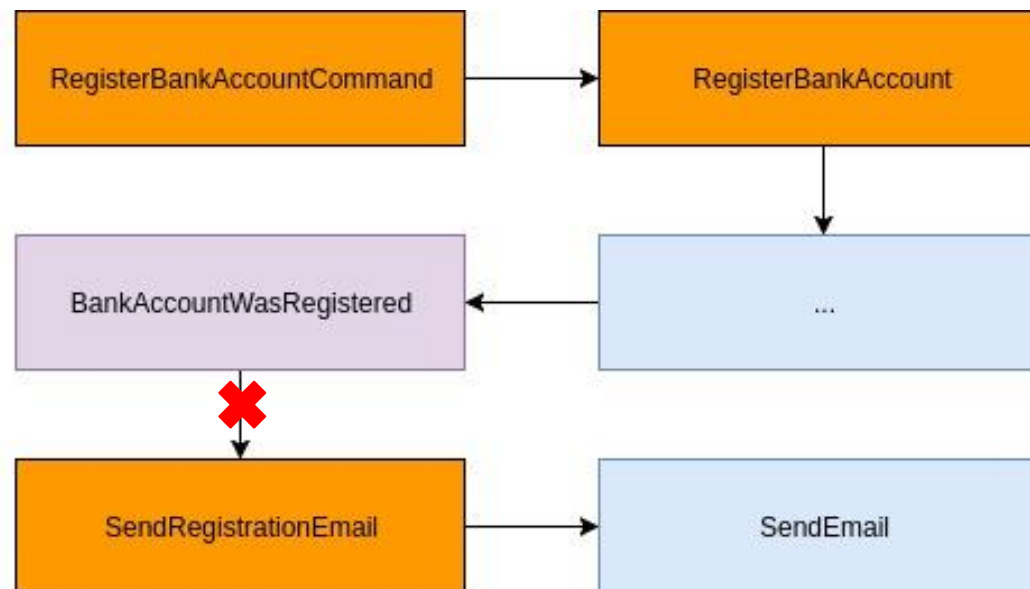 RegisterBankAccountCommand
RegisterBankAccount
BankAccountWasRegistered
...
SendRegistrationEmail
SendEmail